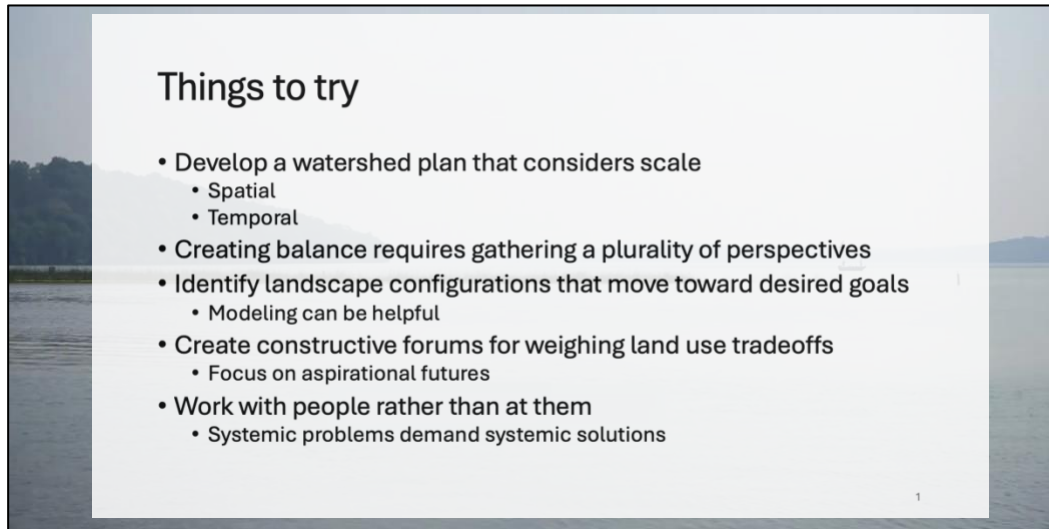 Things to try
• Develop a watershed plan that considers scale
• Spatial
• Temporal
• Creating balance requires gathering a plurality of perspectives
• Identify landscape configurations that move toward desired goals
• Modeling can be helpful
• Create constructive forums for weighing land use tradeoffs
• Focus on aspirational futures
• Work with people rather than at them
• Systemic problems demand systemic solutions
1